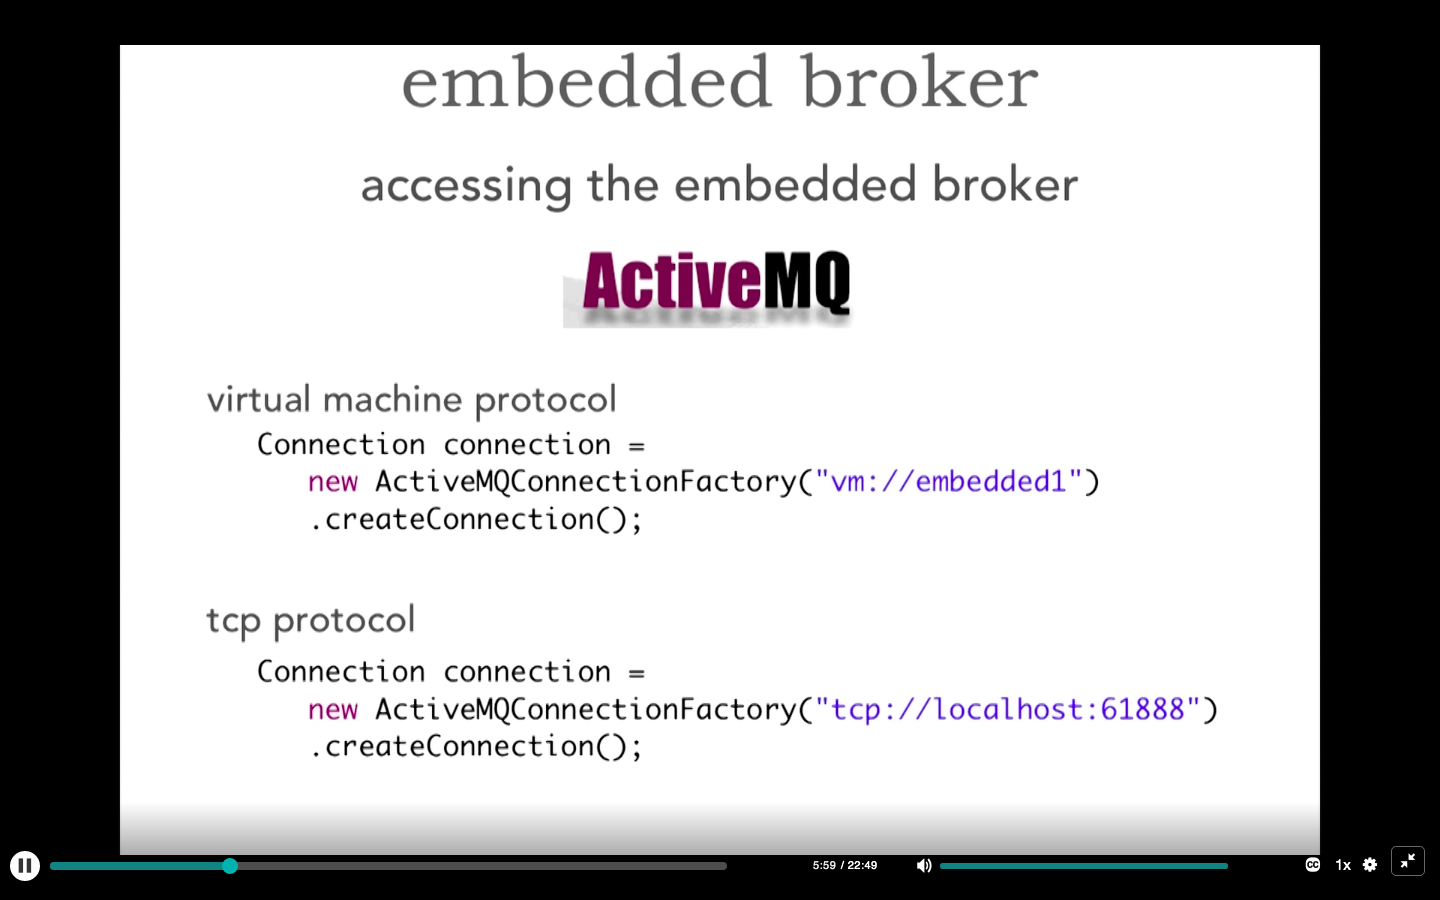 embedded broker
accessing the embedded broker
ActiveMQ
virtual machine protocol
Connection connection =
new ActiveMQConnectionFactory("vm://embedded1")
.createConnection();
tcp protocol
Connection connection =
new ActiveMQConnectionFactory("tcp://localhost:61888")
.createConnection();
5:59 / 22:49
CC
1x